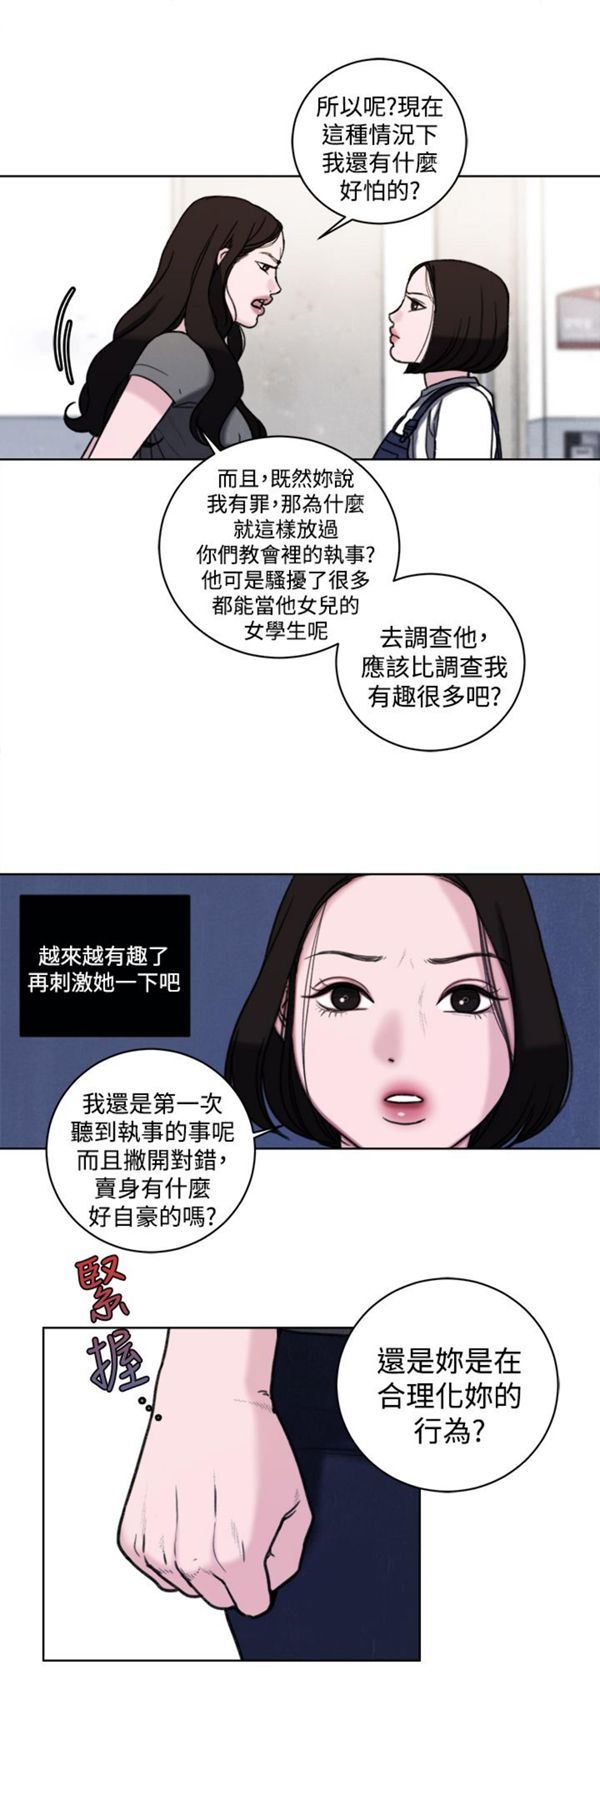 所以呢?現在
這種情況下
我還有什麼
好怕的?
而且,既然妳說
我有罪,那為什麼
就這樣放過
你們教會裡的執事?
他可是騷擾了很多
都能當他女兒的
女學生呢
去調查他,
應該比調查我
有趣很多吧?
越來越有趣了
再刺激她一下吧
我還是第一次
聽到執事的事呢
而且撇開對錯,
賣身有什麼
好自豪的嗎?
緊
握
還是妳是在
合理化妳的
行為?